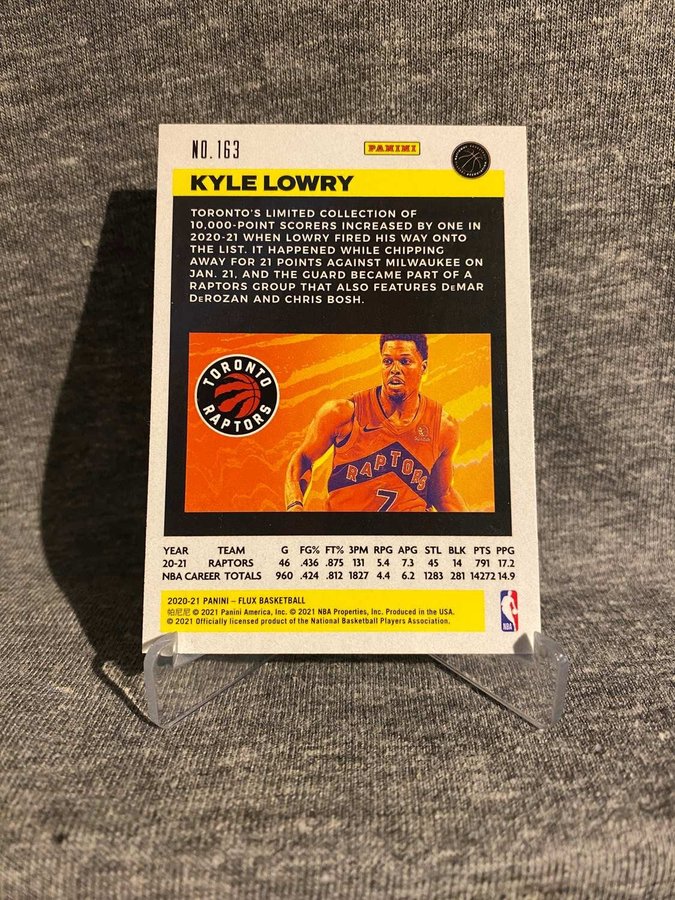 NO. 163
PANINI
KYLE LOWRY
TORONTO'S LIMITED COLLECTION OF
10,000-POINT SCORERS INCREASED BY ONE IN
2020-21 WHEN LOWRY FIRED HIS WAY ONTO
THE LIST. IT HAPPENED WHILE CHIPPING
AWAY FOR 21 POINTS AGAINST MILWAUKEE ON
JAN. 21, AND THE GUARD BECAME PART OF A
RAPTORS GROUP THAT ALSO FEATURES DEMAR
DEROZAN AND CHRIS BOSH.
TORONTO
RAPTORS
RAPTORS
7
YEAR TEAM G FG% FT% 3PM RPG APG STL BLK PTS PPG
20-21 RAPTORS 46 .436 .875 131 5.4 7.3 45 14 791 17.2
NBA CAREER TOTALS 960 .424 .812 1827 4.4 6.2 1283 281 14272 14.9
2020-21 PANINI – FLUX BASKETBALL
帕尼尼 © 2021 Panini America, Inc. © 2021 NBA Properties, Inc. Produced in the USA.
© 2021 Officially licensed product of the National Basketball Players Association.
NBA